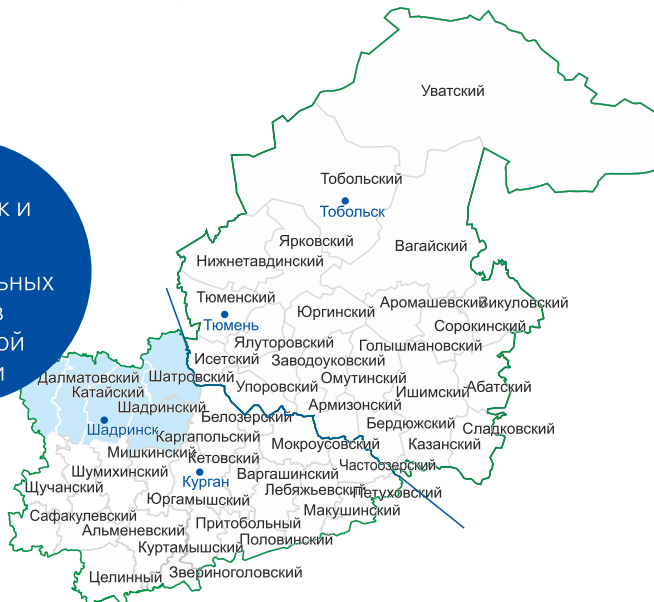 Уватский
к и
Тобольский
Тобольск
Ярковский
Вагайский
Нижнетавдинский
ьных
Тюменский
Аромашевский
Викуловский
в
Юргинский
Тюмень
Сорокинский
ой
Ялуторовский
Голышмановский
Исетский
Заводоуковский
и
Далматовский
Шатровский
Омутинский
Упоровский
Абатский
Катайский
Ишимский
Шадринский
Армизонский
Белозерский
Бердюжский
Сладковский
Шадринск
Каргапольский
Мокроусовский
Казанский
Мишкинский
Кетовский
Частоозерский
Шумихинский
Варгашинский
Курган
Щучанский
Лебяжьевский
Петуховский
Юргамышский
Макушинский
Сафакулевский
Притобольный
Альменевский
Половинский
Куртамышский
Целинный
Звериноголовский